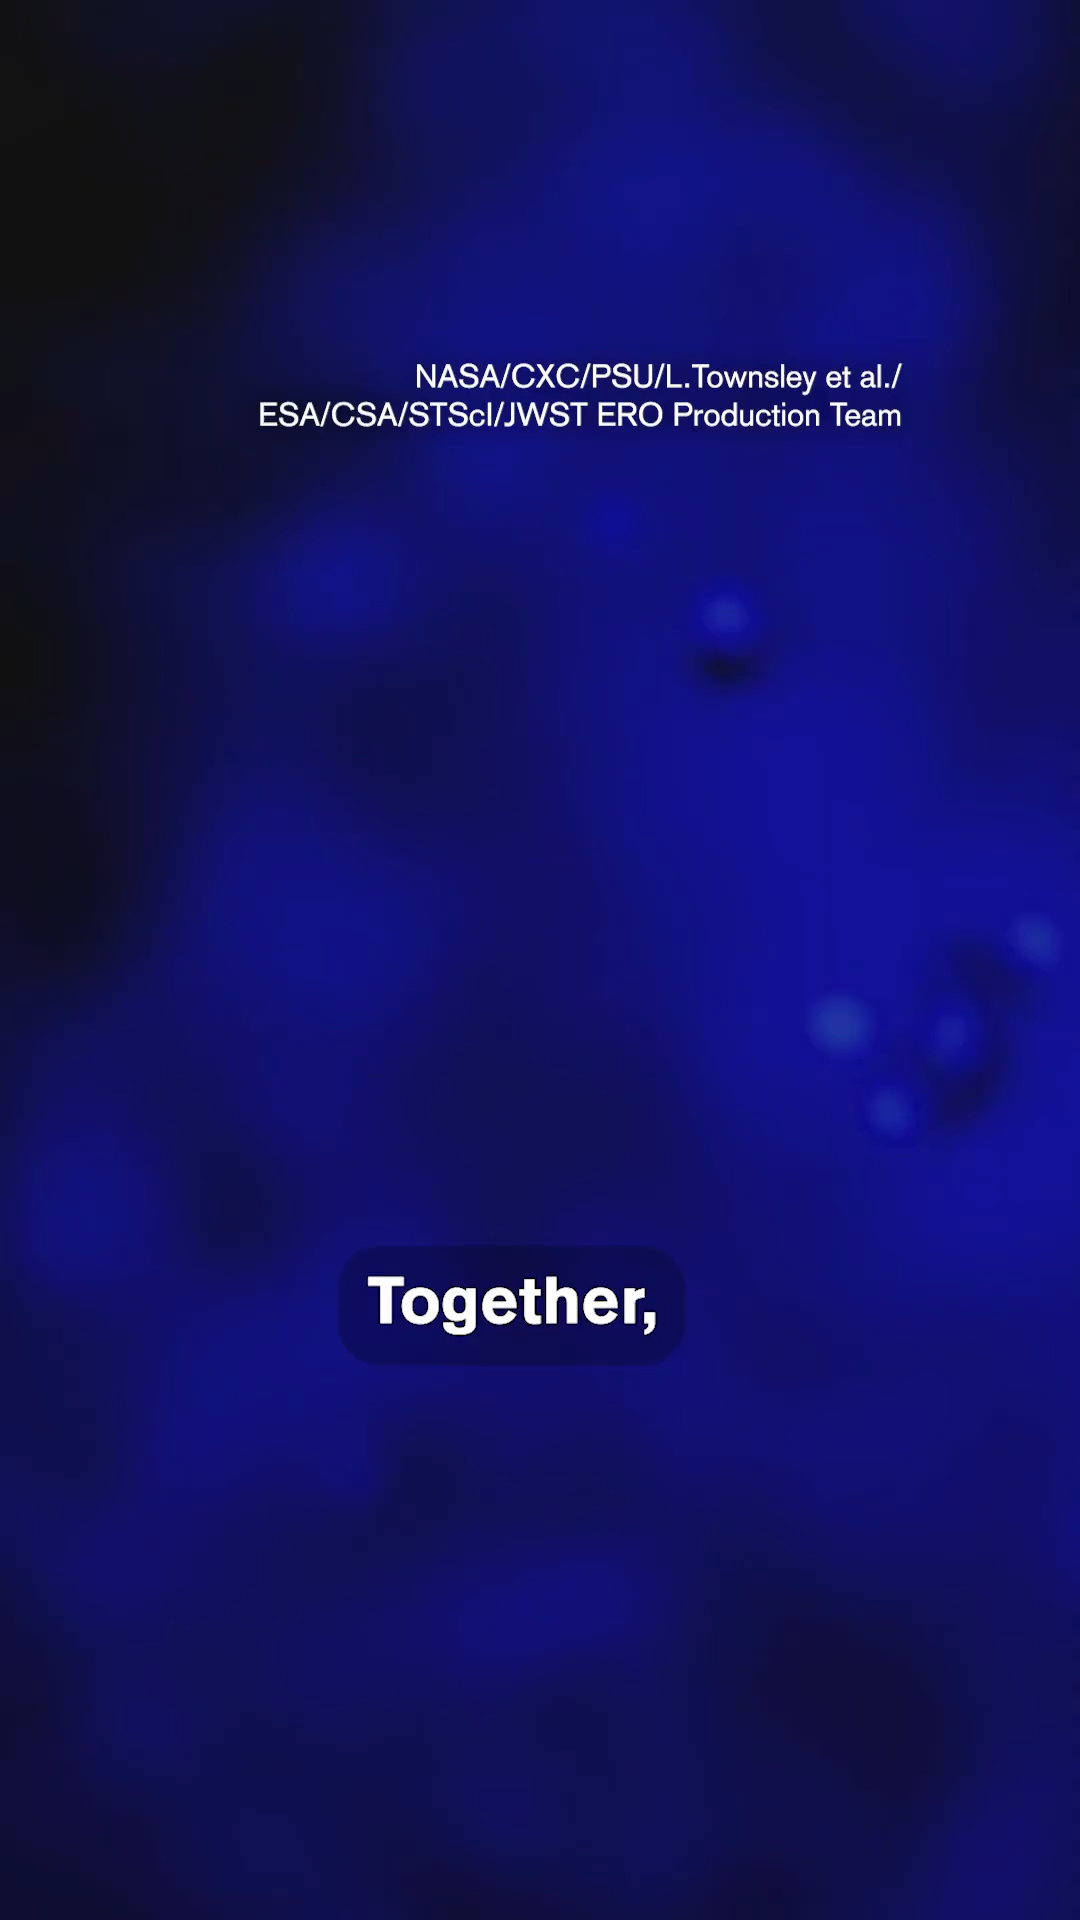 NASA/CXC/PSU/L.Townsley et al./
ESA/CSA/STScI/JWST ERO Production Team
Together,